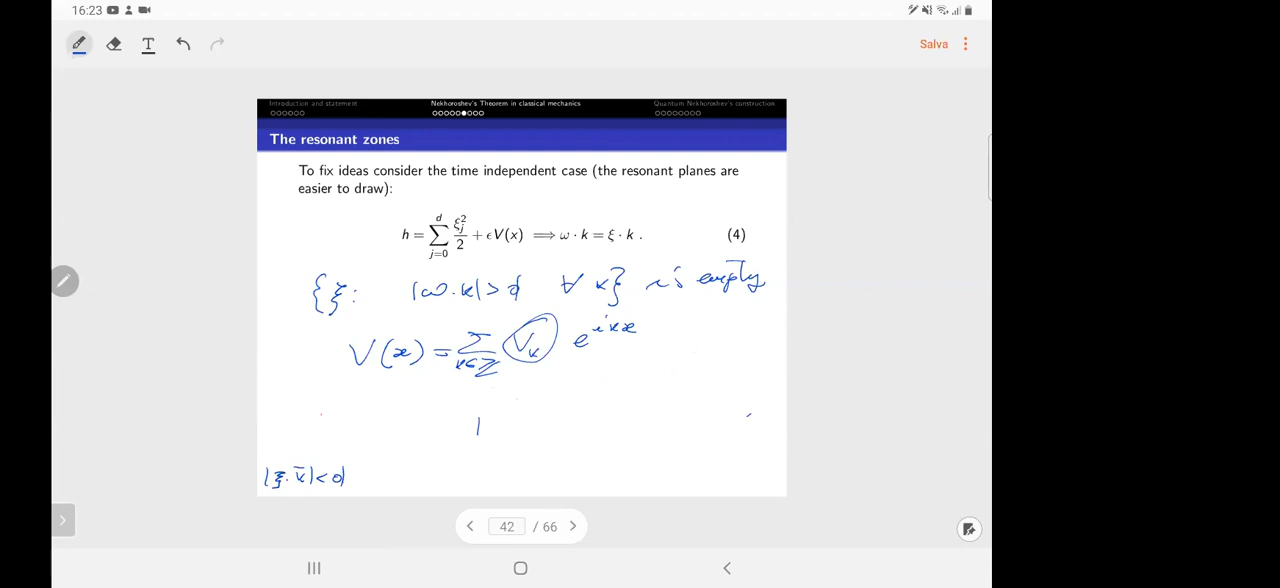 16:23
Salva
Introduction and statement Nekhoroshev's Theorem in classical mechanics Quantum Nekhoroshev's construction
The resonant zones
To fix ideas consider the time independent case (the resonant planes are
easier to draw):
h = ∑_{j=0}^{d} ξ_j^2/2 + ϵV(x) ⟹ ω · k = ξ · k . (4)
{ξ: |ω.k|>δ ∀ k} is empty
V(x) = ∑_{k∈ℤ} V_k e^{ikx}
|ξ.k̄|<δ
42 / 66